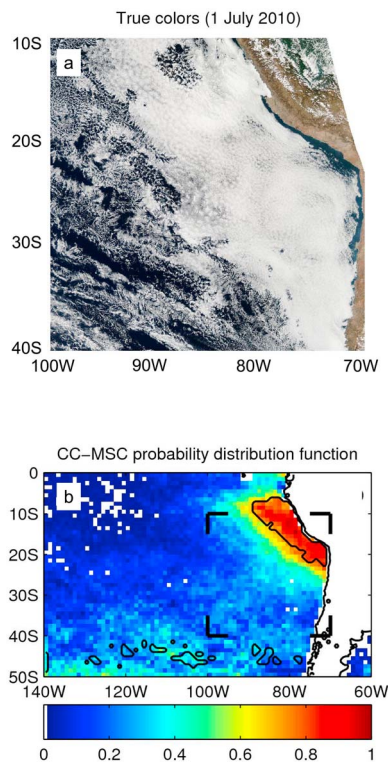 True colors (1 July 2010)
10S
a
20S
30S
40S
100W 90W 80W 70W
CC−MSC probability distribution function
0
b
10S
20S
30S
40S
50S
140W 120W 1000W 80W 60W
0 0.2 0.4 0.6 0.8 1